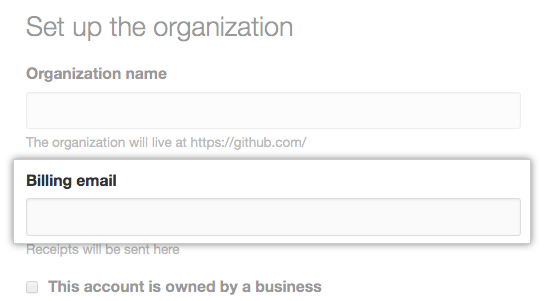 Set up the organization
Organization name
The organization will live at https://github.com/
Billing email
Receipts will be sent here
This account is owned by a business